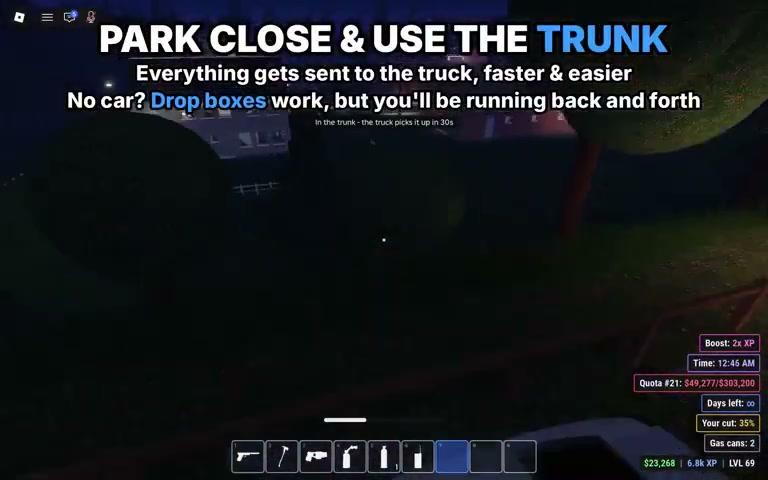 PARK CLOSE & USE THE TRUNK
Everything gets sent to the truck, faster & easier
No car? Drop boxes work, but you'll be running back and forth
In the trunk - the truck picks it up in 30s
Boost: 2x XP
Time: 12:46 AM
Quota #21: $49,277/$303,200
Days left: ∞
Your cut: 35%
Gas cans: 2
$23,268 | 6.8k XP | LVL 69